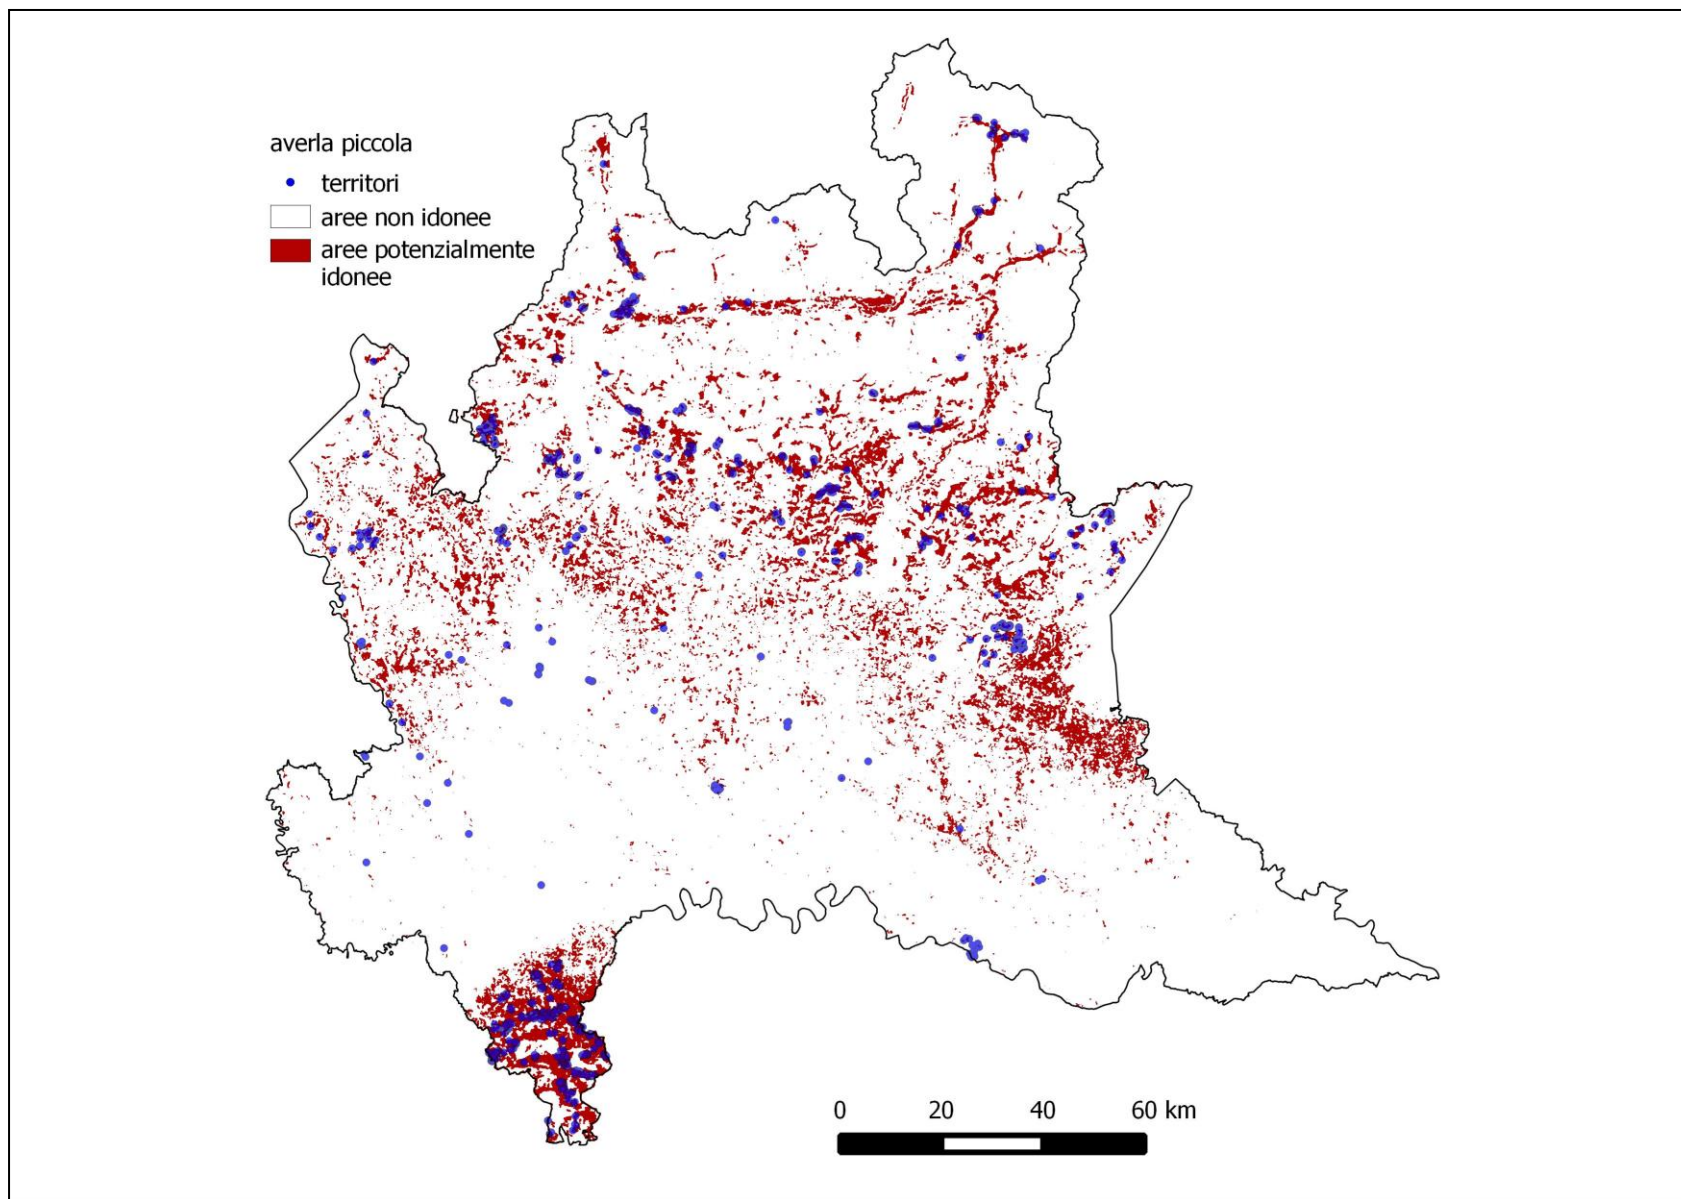 averla piccola
territori
aree non idonee
aree potenzialmente
idonee
0 20 40 60 km